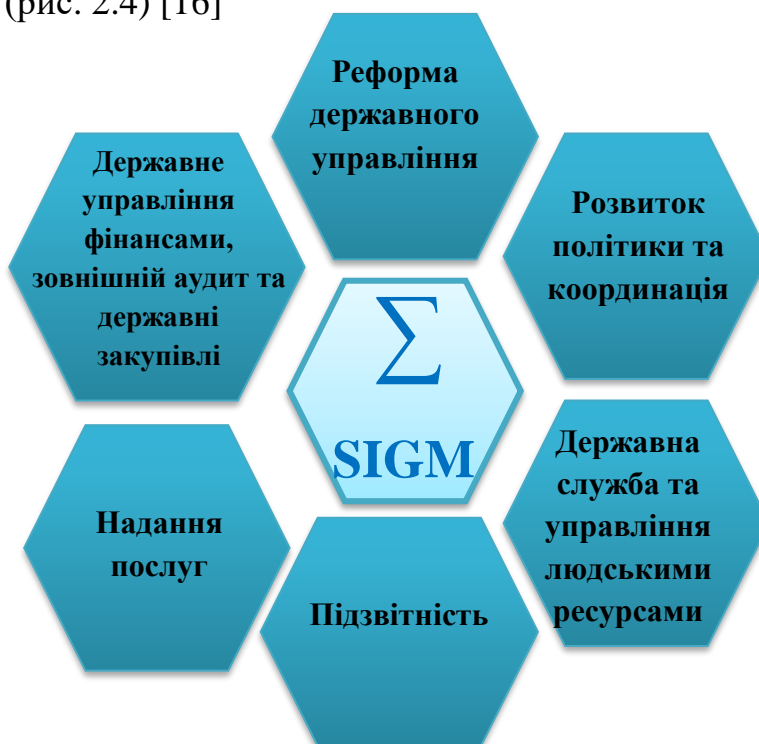 (рис. 2.4) [16]
Реформа
державного
управління
Державне
управління
фінансами,
зовнішній аудит та
державні
закупівлі
Розвиток
політики та
координація
∑
SIGM
Державна
служба та
управління
людськими
ресурсами
Надання
послуг
Підзвітність